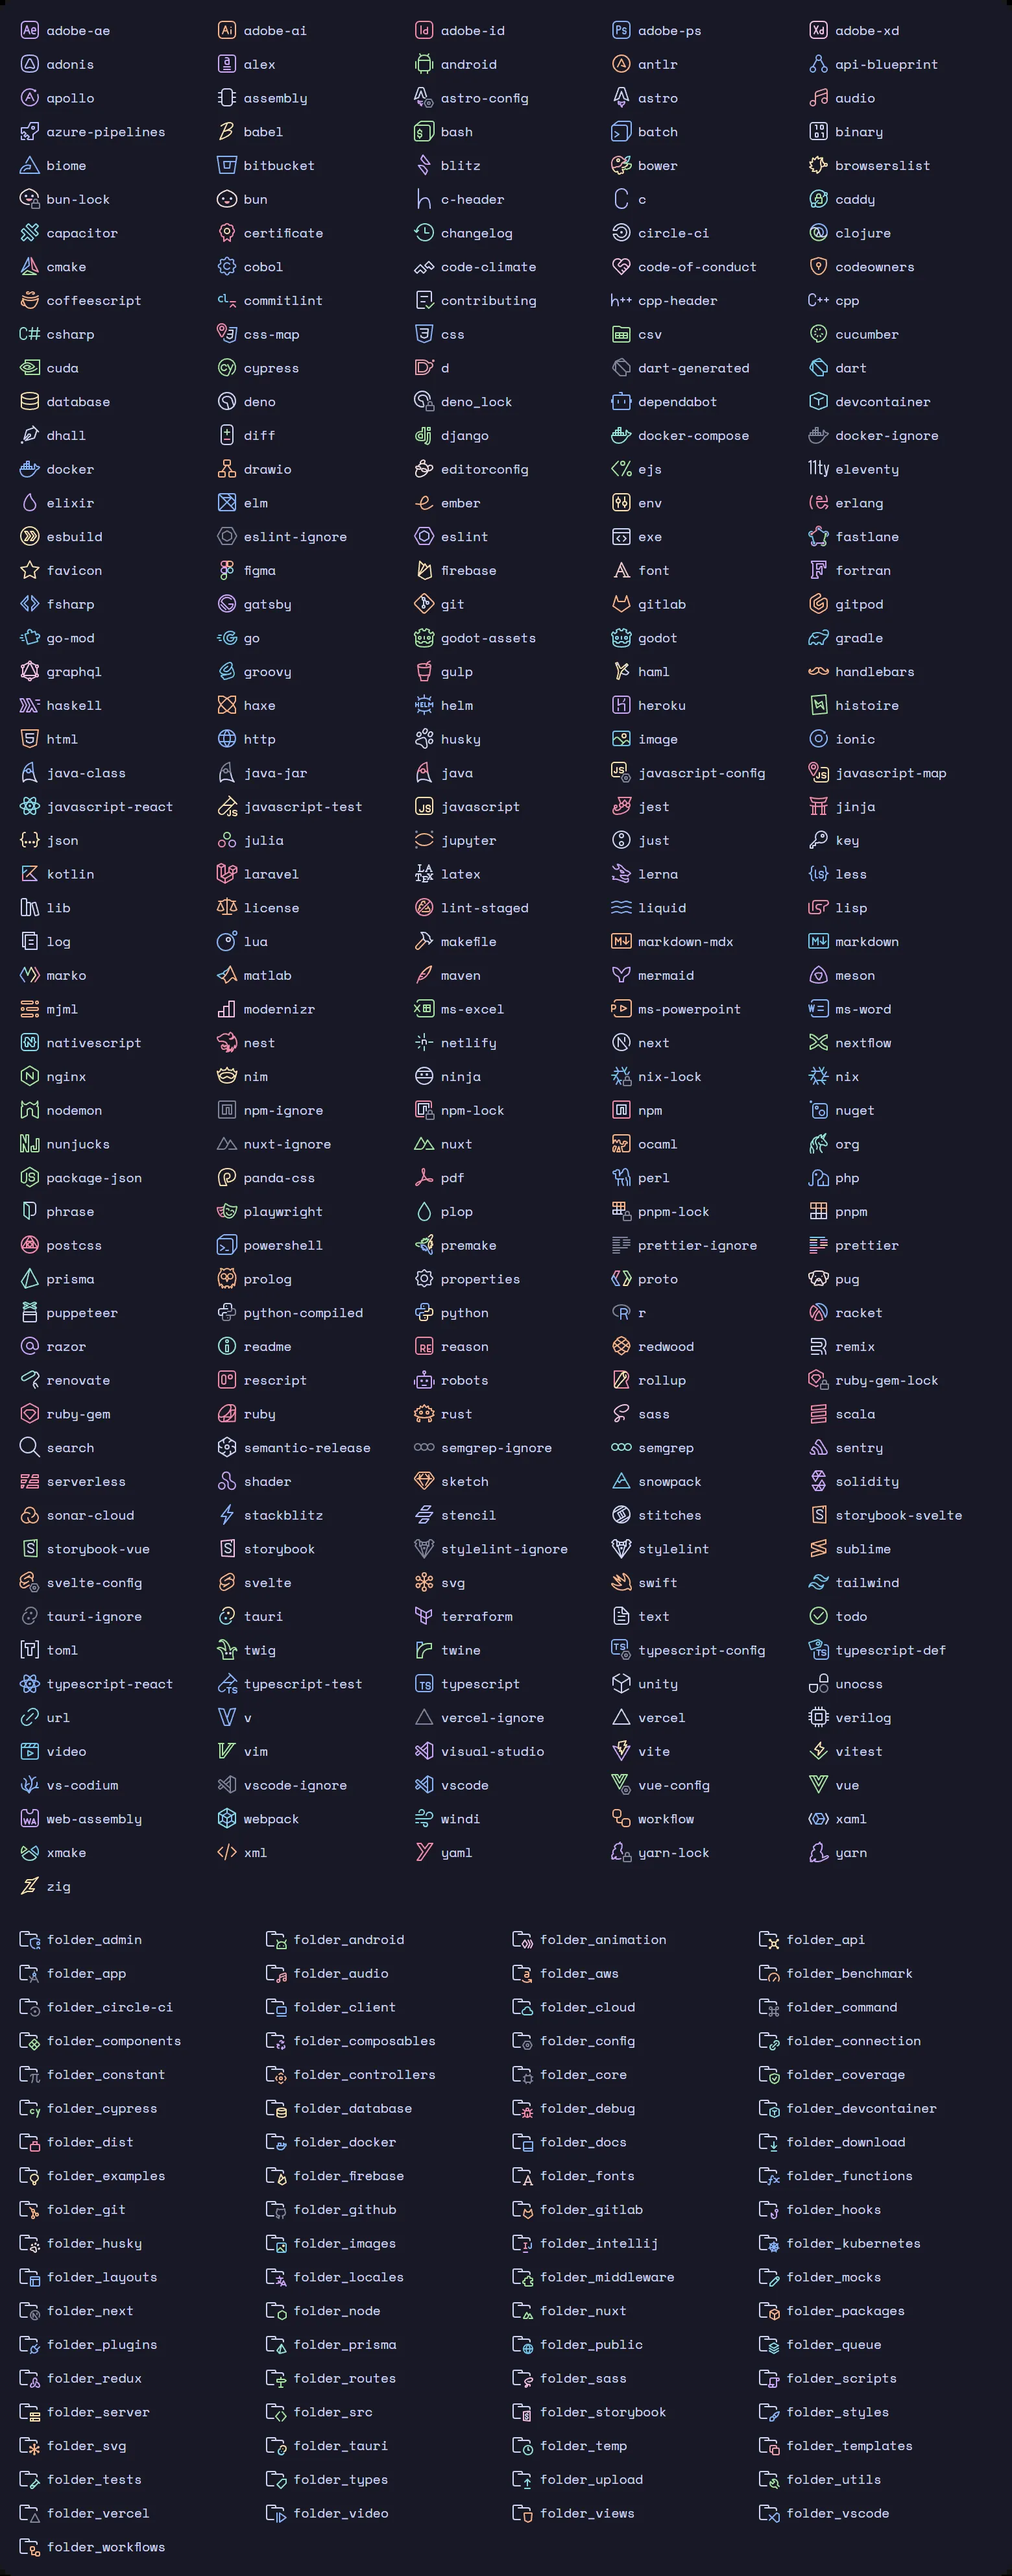 adobe-ae adobe-ai adobe-id adobe-ps adobe-xd
adonis alex android antlr api-blueprint
apollo assembly astro-config astro audio
azure-pipelines babel bash batch binary
biome bitbucket blitz bower browserslist
bun-lock bun c-header c caddy
capacitor certificate changelog circle-ci clojure
cmake cobol code-climate code-of-conduct codeowners
coffeescript commitlint contributing cpp-header cpp
csharp css-map css csv cucumber
cuda cypress d dart-generated dart
database deno deno_lock dependabot devcontainer
dhall diff django docker-compose docker-ignore
docker drawio editorconfig ejs eleventy
elixir elm ember env erlang
esbuild eslint-ignore eslint exe fastlane
favicon figma firebase font fortran
fsharp gatsby git gitlab gitpod
go-mod go godot-assets godot gradle
graphql groovy gulp haml handlebars
haskell haxe helm heroku histoire
html http husky image ionic
java-class java-jar java javascript-config javascript-map
javascript-react javascript-test javascript jest jinja
json julia jupyter just key
kotlin laravel latex lerna less
lib license lint-staged liquid lisp
log lua makefile markdown-mdx markdown
marko matlab maven mermaid meson
mjml modernizr ms-excel ms-powerpoint ms-word
nativescript nest netlify next nextflow
nginx nim ninja nix-lock nix
nodemon npm-ignore npm-lock npm nuget
nunjucks nuxt-ignore nuxt ocaml org
package-json panda-css pdf perl php
phrase playwright plop pnpm-lock pnpm
postcss powershell premake prettier-ignore prettier
prisma prolog properties proto pug
puppeteer python-compiled python r racket
razor readme reason redwood remix
renovate rescript robots rollup ruby-gem-lock
ruby-gem ruby rust sass scala
search semantic-release semgrep-ignore semgrep sentry
serverless shader sketch snowpack solidity
sonar-cloud stackblitz stencil stitches storybook-svelte
storybook-vue storybook stylelint-ignore stylelint sublime
svelte-config svelte svg swift tailwind
tauri-ignore tauri terraform text todo
toml twig twine typescript-config typescript-def
typescript-react typescript-test typescript unity unocss
url v vercel-ignore vercel verilog
video vim visual-studio vite vitest
vs-codium vscode-ignore vscode vue-config vue
web-assembly webpack windi workflow xaml
xmake xml yaml yarn-lock yarn
zig
folder_admin folder_android folder_animation folder_api
folder_app folder_audio folder_aws folder_benchmark
folder_circle-ci folder_client folder_cloud folder_command
folder_components folder_composables folder_config folder_connection
folder_constant folder_controllers folder_core folder_coverage
folder_cypress folder_database folder_debug folder_devcontainer
folder_dist folder_docker folder_docs folder_download
folder_examples folder_firebase folder_fonts folder_functions
folder_git folder_github folder_gitlab folder_hooks
folder_husky folder_images folder_intellij folder_kubernetes
folder_layouts folder_locales folder_middleware folder_mocks
folder_next folder_node folder_nuxt folder_packages
folder_plugins folder_prisma folder_public folder_queue
folder_redux folder_routes folder_sass folder_scripts
folder_server folder_src folder_storybook folder_styles
folder_svg folder_tauri folder_temp folder_templates
folder_tests folder_types folder_upload folder_utils
folder_vercel folder_video folder_views folder_vscode
folder_workflows